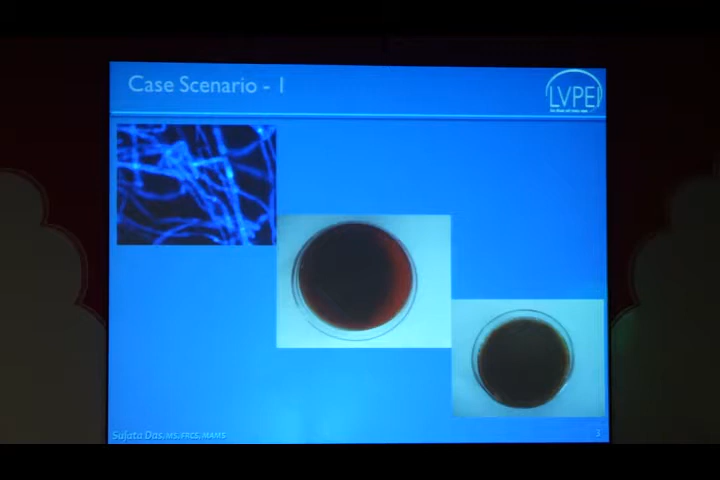 Case Scenario - 1
LVPEI
Sujata Das, MS, FRCS, MAMS
3